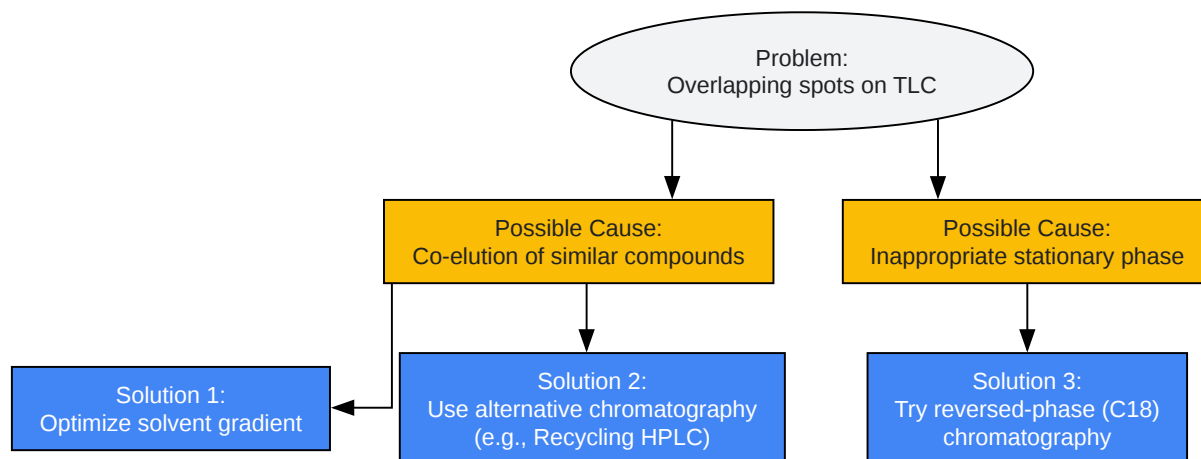 Problem:
Overlapping spots on TLC
Possible Cause:
Co-elution of similar compounds
Possible Cause:
Inappropriate stationary phase
Solution 1:
Optimize solvent gradient
Solution 2:
Use alternative chromatography
(e.g., Recycling HPLC)
Solution 3:
Try reversed-phase (C18)
chromatography